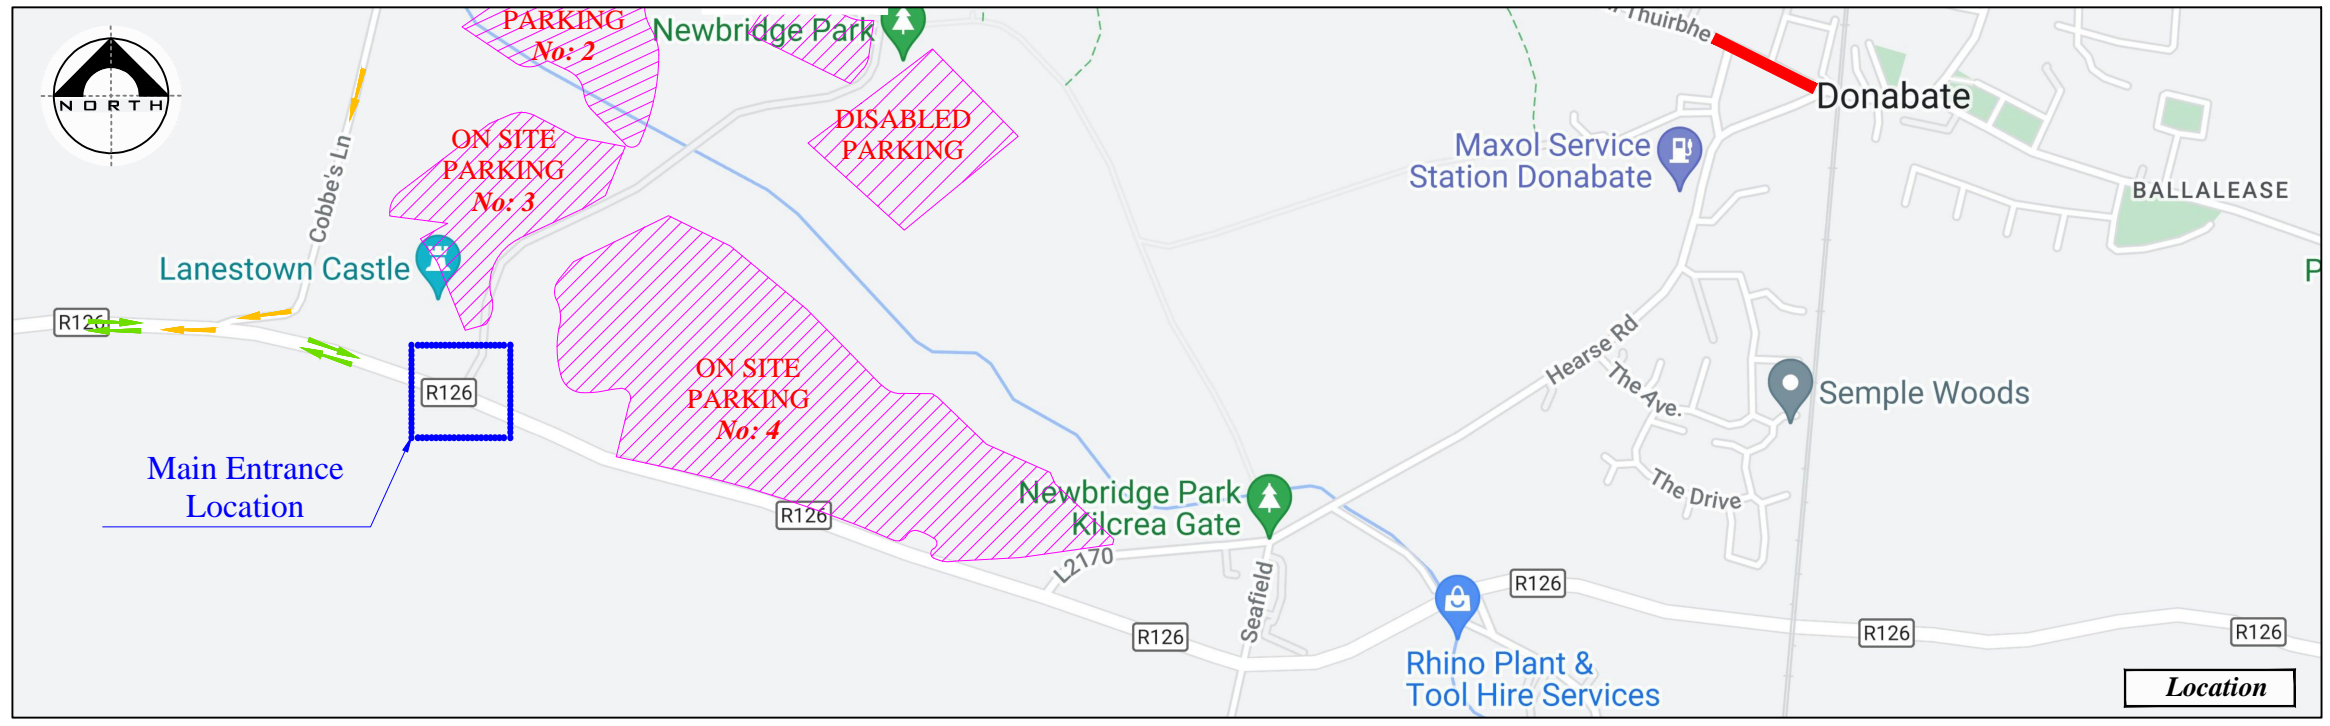 PARKING
No: 2
Newbridge Park
Thuirbhe
NORTH
Donabate
DISABLED
PARKING
ON SITE
PARKING
No: 3
Maxol Service
Station Donabate
Cobbe's Ln
BALLALEASE
Lanestown Castle
P
R126
R126
Hearse Rd
The Ave.
Semple Woods
ON SITE
PARKING
No: 4
Main Entrance
Location
The Drive
Newbridge Park
Kilcrea Gate
R126
L2170
Seafield
R126
R126
R126
R126
Rhino Plant &
Tool Hire Services
Location